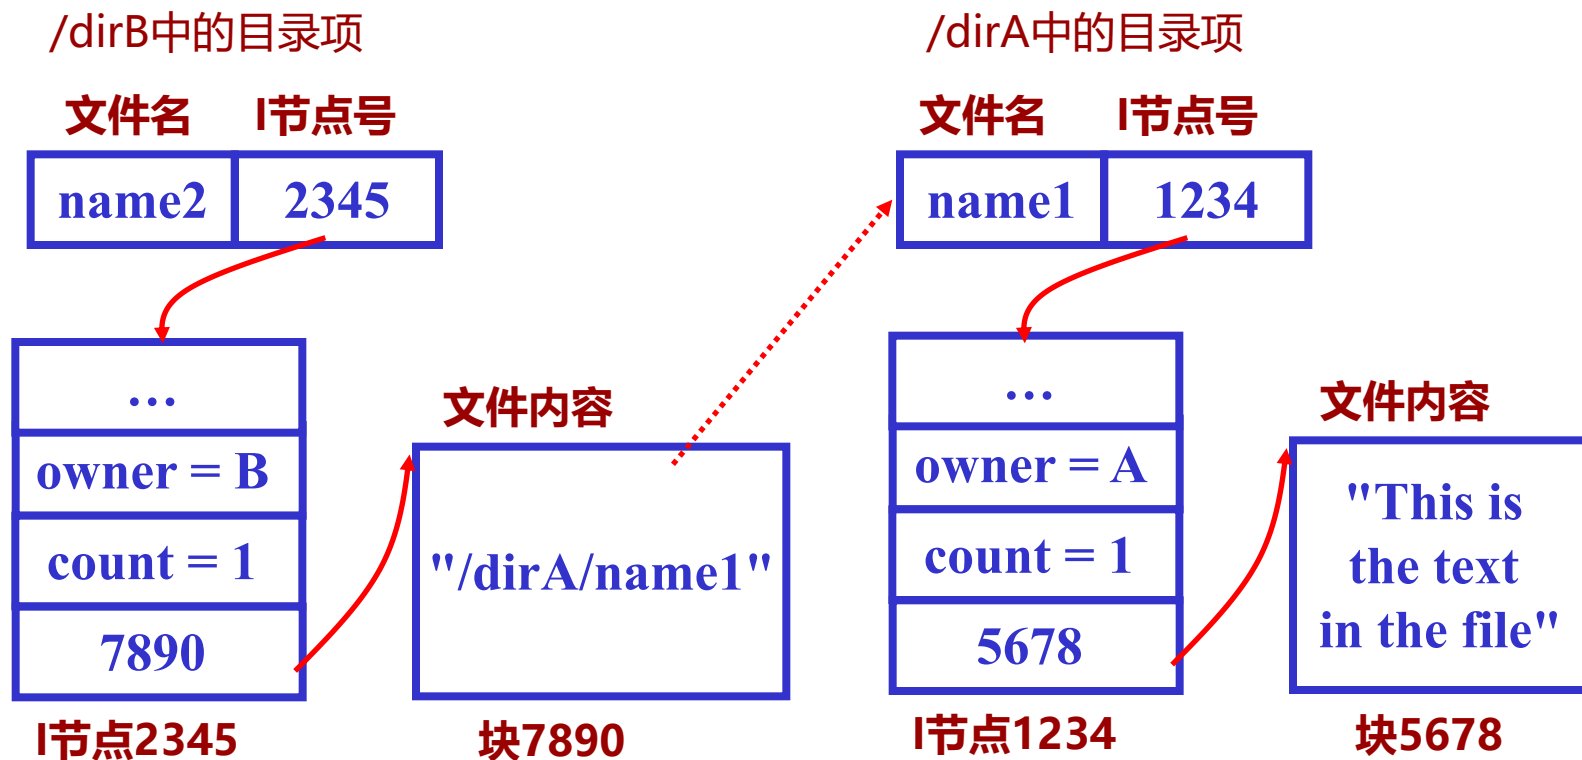 /dirB中的目录项
文件名 I节点号
name2 2345
...
owner = B
count = 1
7890
I节点2345
文件内容
"/dirA/name1"
块7890
/dirA中的目录项
文件名 I节点号
name1 1234
...
owner = A
count = 1
5678
I节点1234
文件内容
"This is
the text
in the file"
块5678